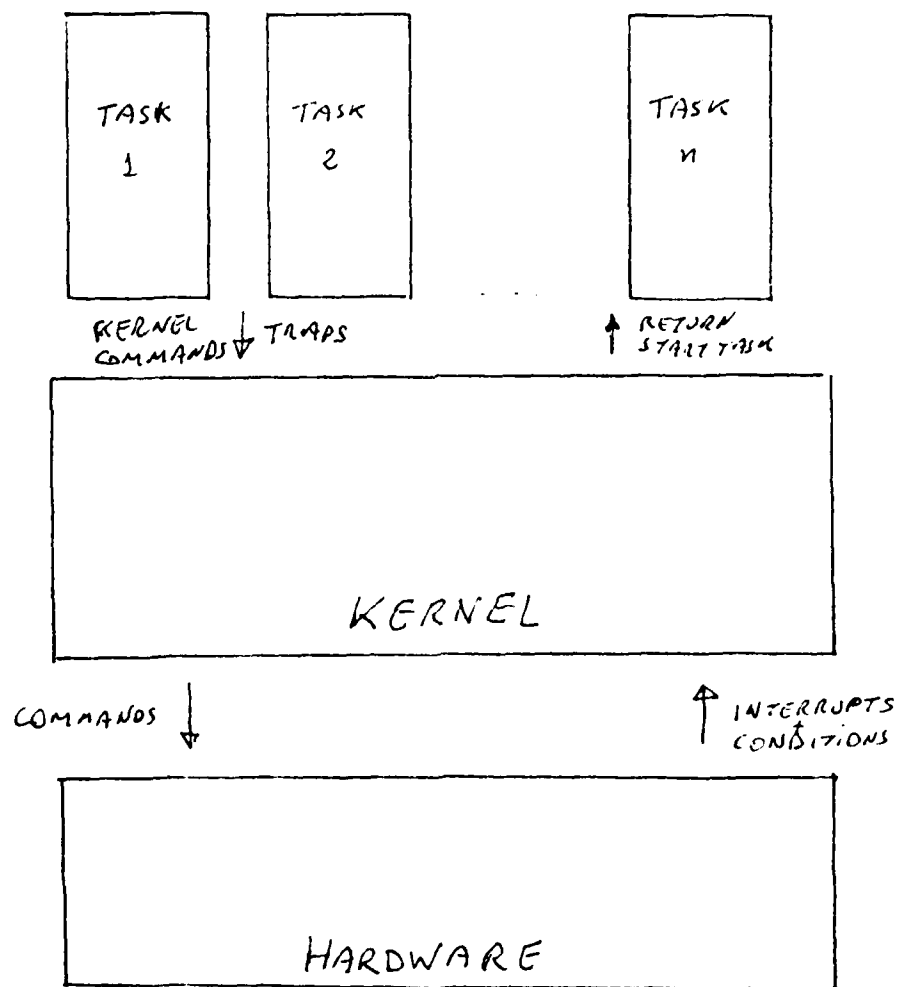 TASK
1
TASK
2
TASK
n
. . . .
KERNEL
COMMANDS
TRAPS
RETURN
START TASK
KERNEL
COMMANDS
INTERRUPTS
+
CONDITIONS
HARDWARE